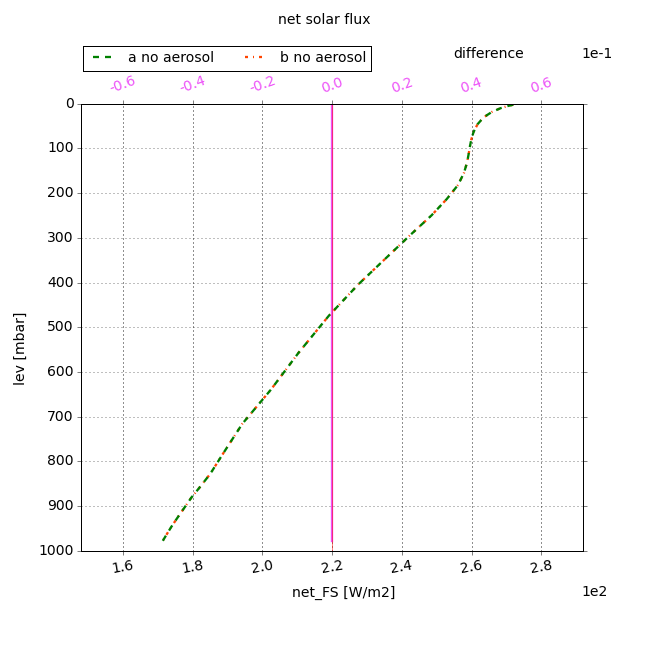 net solar flux
a no aerosol b no aerosol difference 1e-1
-0.6 -0.4 -0.2 0.0 0.2 0.4 0.6
0
100
200
300
400
500
600
700
800
900
1000
lev [mbar]
1.6 1.8 2.0 2.2 2.4 2.6 2.8
net_FS [W/m2] 1e2